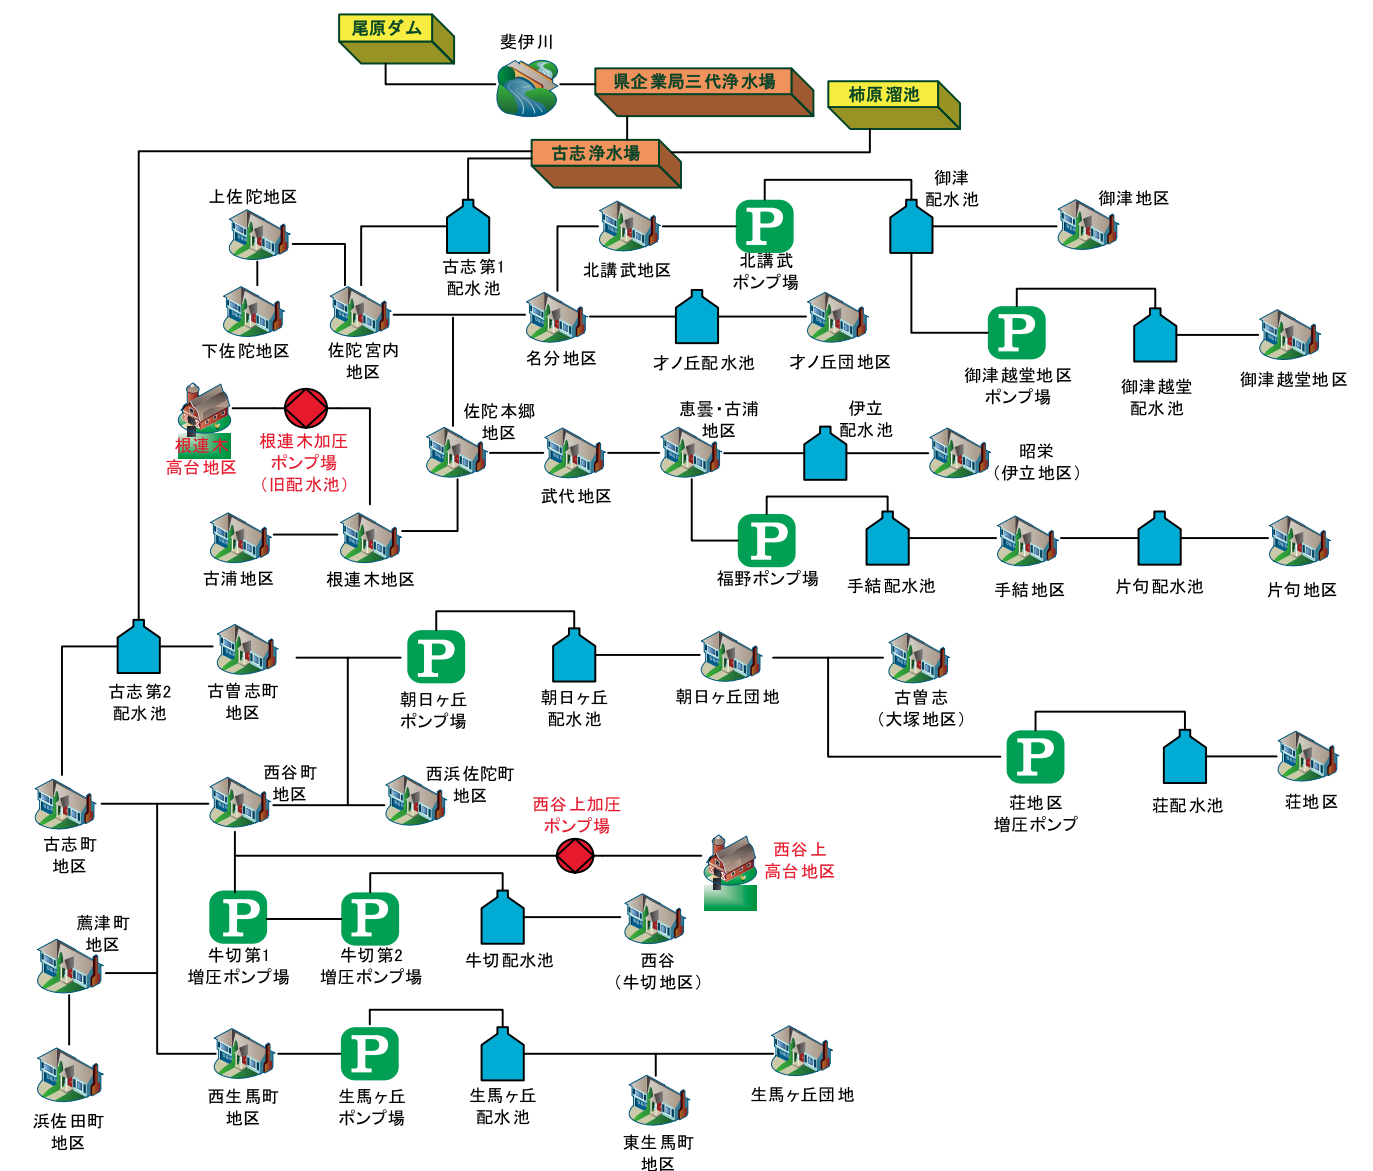 尾原ダム
斐伊川
県企業局三代浄水場
柿原溜池
古志浄水場
上佐陀地区
御津
配水池
御津地区
古志第1
配水池
北講武地区
北講武
ポンプ場
下佐陀地区
佐陀宮内
地区
名分地区
才ノ丘配水池
才ノ丘団地区
御津越堂地区
ポンプ場
御津越堂
配水池
御津越堂地区
根連木
高台地区
根連木加圧
ポンプ場
（旧配水池）
佐陀本郷
地区
恵曇・古浦
地区
伊立
配水池
昭栄
（伊立地区）
武代地区
古浦地区
根連木地区
福野ポンプ場
手結配水池
手結地区
片句配水池
片句地区
古志第2
配水池
古曽志町
地区
朝日ヶ丘
ポンプ場
朝日ヶ丘
配水池
朝日ヶ丘団地
古曽志
（大塚地区）
西谷町
地区
西浜佐陀町
地区
荘地区
増圧ポンプ
荘配水池
荘地区
古志町
地区
西谷上加圧
ポンプ場
西谷上
高台地区
蔫津町
地区
牛切第1
増圧ポンプ場
牛切第2
増圧ポンプ場
牛切配水池
西谷
（牛切地区）
浜佐田町
地区
西生馬町
地区
生馬ヶ丘
ポンプ場
生馬ヶ丘
配水池
生馬ヶ丘団地
東生馬町
地区